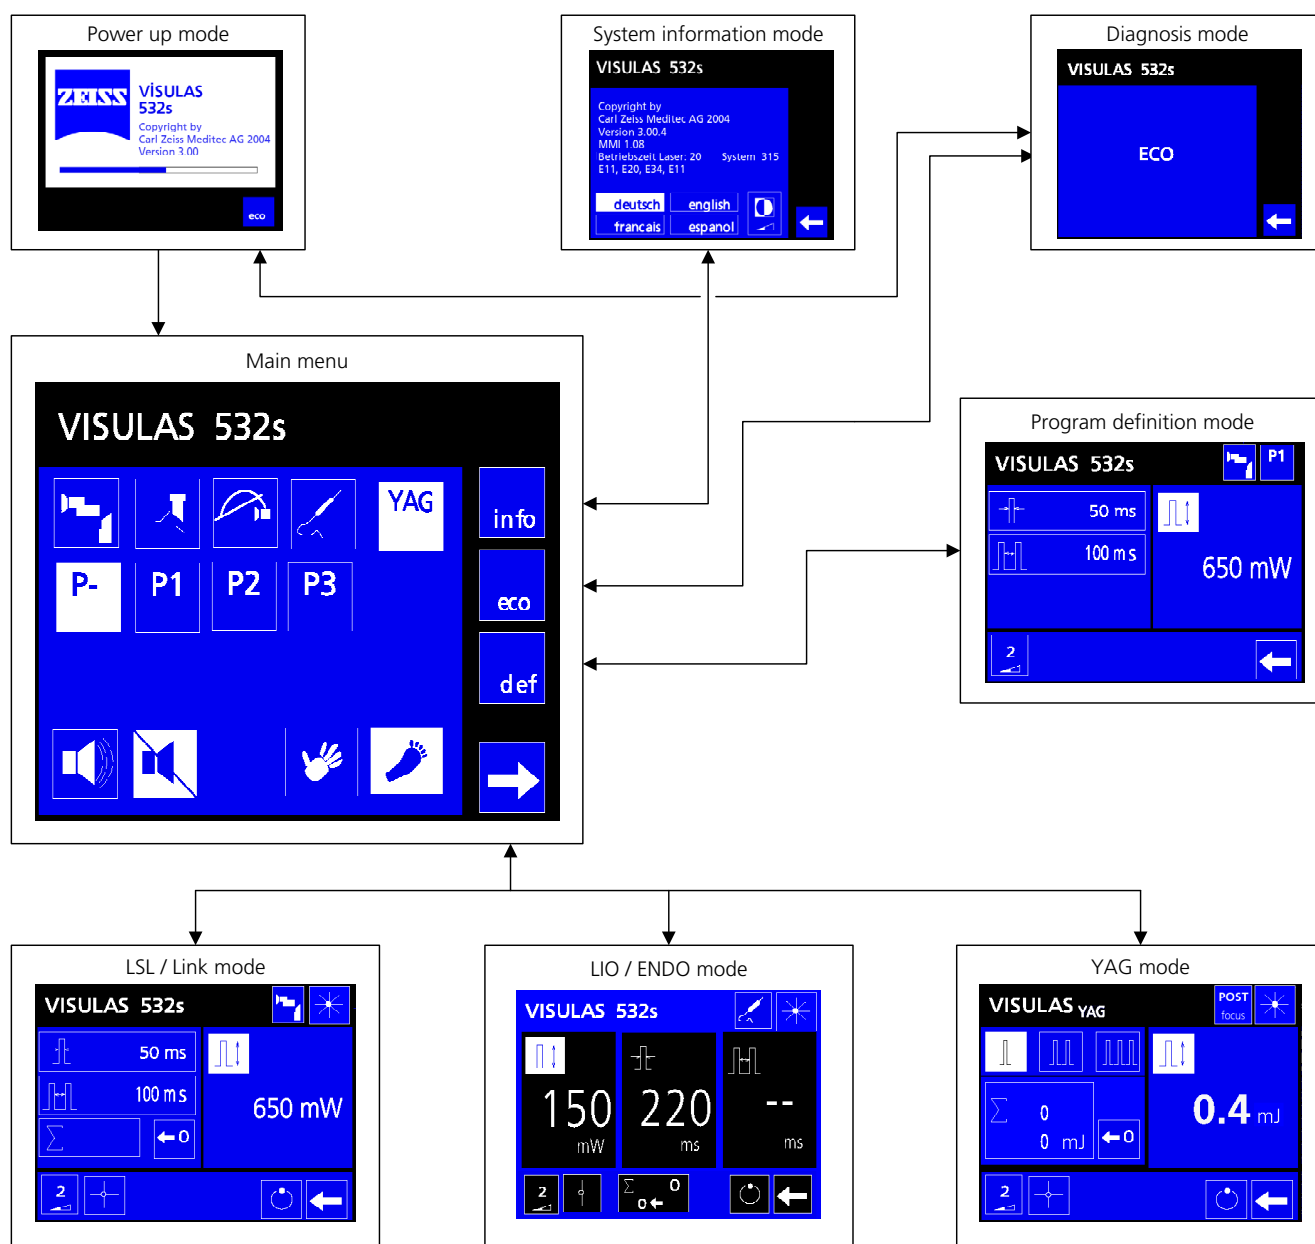 Power up mode
ZEISS
VİSULAS
532s
Copyright by
Carl Zeiss Meditec AG 2004
Version 3.00
eco
System information mode
VISULAS 532s
Copyright by
Carl Zeiss Meditec AG 2004
Version 3.00.4
MMI 1.08
Betriebszeit Laser: 20 System 315
E11, E20, E34, E11
deutsch english
francais espanol
Diagnosis mode
VISULAS 532s
ECO
Main menu
VISULAS 532s
YAG
info
P- P1 P2 P3
eco
def
Program definition mode
VISULAS 532s
P1
50 ms
100 ms
650 mW
2
LSL / Link mode
VISULAS 532s
50 ms
100 ms
650 mW
Σ
0
2
LIO / ENDO mode
VISULAS 532s
150 220 --
mW ms ms
2
Σ 0
0
YAG mode
VISULAS YAG
POST
focus
Σ 0
0 mJ
0
0.4 mJ
2